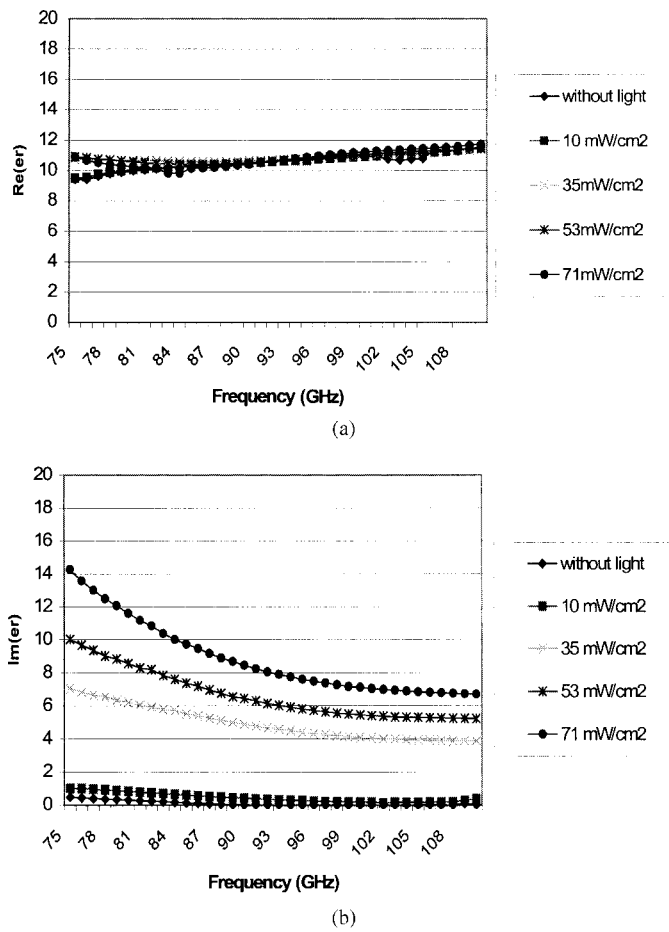 20
18
16
14
12
10
8
6
4
2
0
Re(er)
75
78
81
84
87
90
93
96
99
102
105
108
Frequency (GHz)
without light
10 mW/cm2
35mW/cm2
53mW/cm2
71mW/cm2
(a)
20
18
16
14
12
10
8
6
4
2
0
Im(er)
75
78
81
84
87
90
93
96
99
102
105
108
Frequency (GHz)
without light
10 mW/cm2
35 mW/cm2
53 mW/cm2
71 mW/cm2
(b)